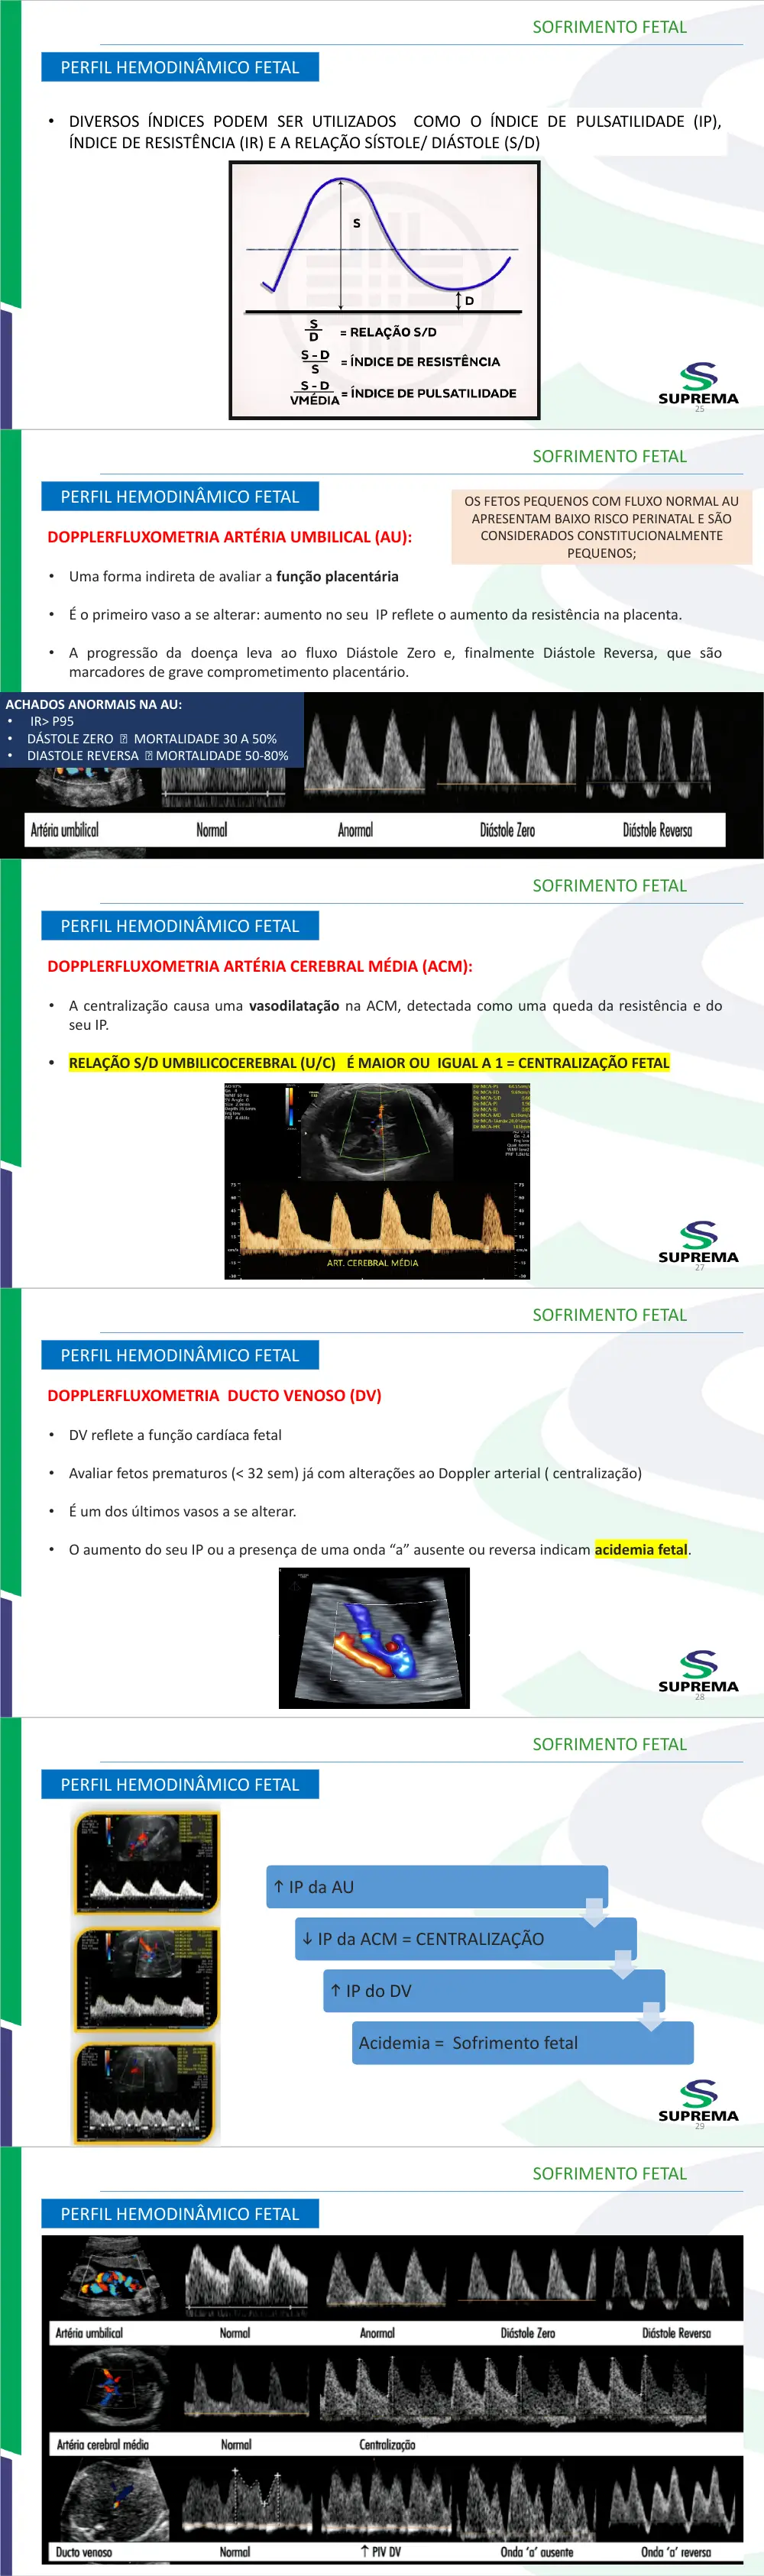 SOFRIMENTO FETAL
PERFIL HEMODINÂMICO FETAL
• DIVERSOS ÍNDICES PODEM SER UTILIZADOS COMO O ÍNDICE DE PULSATILIDADE (IP),
ÍNDICE DE RESISTÊNCIA (IR) E A RELAÇÃO SÍSTOLE/ DIÁSTOLE (S/D)
S
D
S
D
= RELAÇÃO S/D
S - D
S
= ÍNDICE DE RESISTÊNCIA
S - D
VMÉDIA
= ÍNDICE DE PULSATILIDADE
SUPREMA
25
SOFRIMENTO FETAL
PERFIL HEMODINÂMICO FETAL
OS FETOS PEQUENOS COM FLUXO NORMAL AU
APRESENTAM BAIXO RISCO PERINATAL E SÃO
CONSIDERADOS CONSTITUCIONALMENTE
PEQUENOS;
DOPPLERFLUXOMETRIA ARTÉRIA UMBILICAL (AU):
• Uma forma indireta de avaliar a função placentária
• É o primeiro vaso a se alterar: aumento no seu IP reflete o aumento da resistência na placenta.
• A progressão da doença leva ao fluxo Diástole Zero e, finalmente Diástole Reversa, que são
marcadores de grave comprometimento placentário.
ACHADOS ANORMAIS NA AU:
• IR> P95
• DÁSTOLE ZERO MORTALIDADE 30 A 50%
• DIASTOLE REVERSA MORTALIDADE 50-80%
Artéria umbilical Normal Anormal Diástole Zero Diástole Reversa
SOFRIMENTO FETAL
PERFIL HEMODINÂMICO FETAL
DOPPLERFLUXOMETRIA ARTÉRIA CEREBRAL MÉDIA (ACM):
• A centralização causa uma vasodilatação na ACM, detectada como uma queda da resistência e do
seu IP.
• RELAÇÃO S/D UMBILICOCEREBRAL (U/C) É MAIOR OU IGUAL A 1 = CENTRALIZAÇÃO FETAL
ART. CEREBRAL MÉDIA
SUPREMA
27
SOFRIMENTO FETAL
PERFIL HEMODINÂMICO FETAL
DOPPLERFLUXOMETRIA DUCTO VENOSO (DV)
• DV reflete a função cardíaca fetal
• Avaliar fetos prematuros (< 32 sem) já com alterações ao Doppler arterial ( centralização)
• É um dos últimos vasos a se alterar.
• O aumento do seu IP ou a presença de uma onda “a” ausente ou reversa indicam acidemia fetal.
SUPREMA
28
SOFRIMENTO FETAL
PERFIL HEMODINÂMICO FETAL
↑ IP da AU
↓ IP da ACM = CENTRALIZAÇÃO
↑ IP do DV
Acidemia = Sofrimento fetal
SUPREMA
29
SOFRIMENTO FETAL
PERFIL HEMODINÂMICO FETAL
Artéria umbilical Normal Anormal Diástole Zero Diástole Reversa
Artéria cerebral média Normal Centralização
Ducto venoso Normal ↑ PIV DV Onda 'a' ausente Onda 'a' reversa